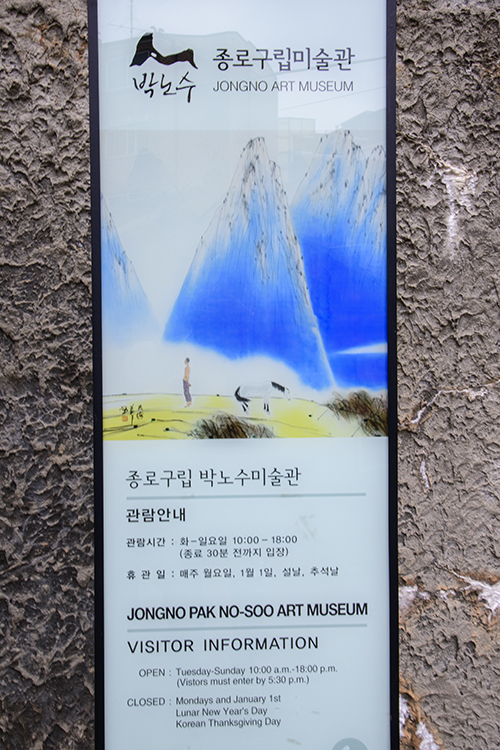 박노수
종로구립미술관
JONGNO ART MUSEUM
종로구립 박노수미술관
관람안내
관람시간 : 화-일요일 10:00 - 18:00
(종료 30분 전까지 입장)
휴 관 일 : 매주 월요일, 1월 1일, 설날, 추석날
JONGNO PAK NO-SOO ART MUSEUM
VISITOR INFORMATION
OPEN : Tuesday-Sunday 10:00 a.m.-18:00 p.m.
(Vistors must enter by 5:30 p.m.)
CLOSED : Mondays and January 1st
Lunar New Year's Day
Korean Thanksgiving Day